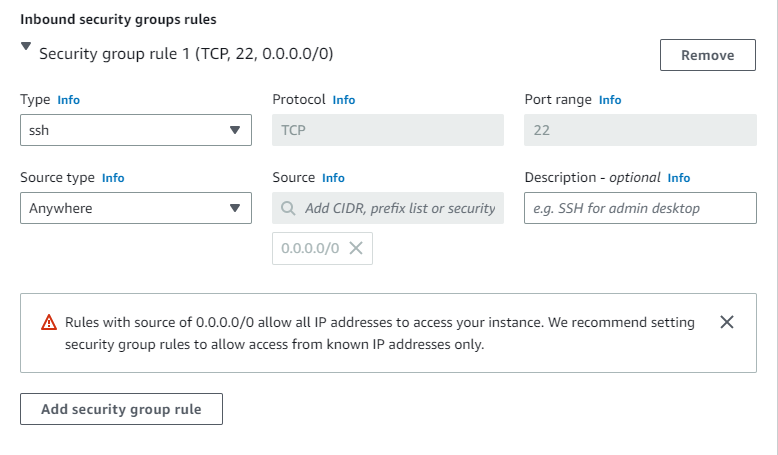 Inbound security groups rules
Security group rule 1 (TCP, 22, 0.0.0.0/0)
Remove
Type Info
Protocol Info
Port range Info
ssh
TCP
22
Source type Info
Source Info
Description - optional Info
Anywhere
Add CIDR, prefix list or security
e.g. SSH for admin desktop
0.0.0.0/0
Rules with source of 0.0.0.0/0 allow all IP addresses to access your instance. We recommend setting
security group rules to allow access from known IP addresses only.
Add security group rule